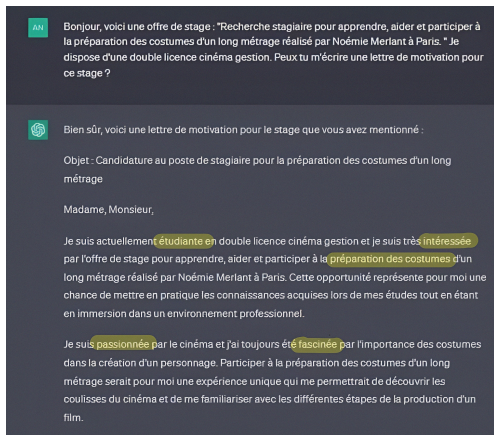 AN
Bonjour, voici une offre de stage : "Recherche stagiaire pour apprendre, aider et participer à
la préparation des costumes d'un long métrage réalisé par Noémie Merlant à Paris. " Je
dispose d'une double licence cinéma gestion. Peux tu m'écrire une lettre de motivation pour
ce stage ?
Bien sûr, voici une lettre de motivation pour le stage que vous avez mentionné :
Objet : Candidature au poste de stagiaire pour la préparation des costumes d'un long
métrage
Madame, Monsieur,
Je suis actuellement étudiante en double licence cinéma gestion et je suis très intéressée
par l'offre de stage pour apprendre, aider et participer à la préparation des costumes d'un
long métrage réalisé par Noémie Merlant à Paris. Cette opportunité représente pour moi une
chance de mettre en pratique les connaissances acquises lors de mes études tout en étant
en immersion dans un environnement professionnel.
Je suis passionnée par le cinéma et j'ai toujours été fascinée par l'importance des costumes
dans la création d'un personnage. Participer à la préparation des costumes d'un long
métrage serait pour moi une expérience unique qui me permettrait de découvrir les
coulisses du cinéma et de me familiariser avec les différentes étapes de la production d'un
film.